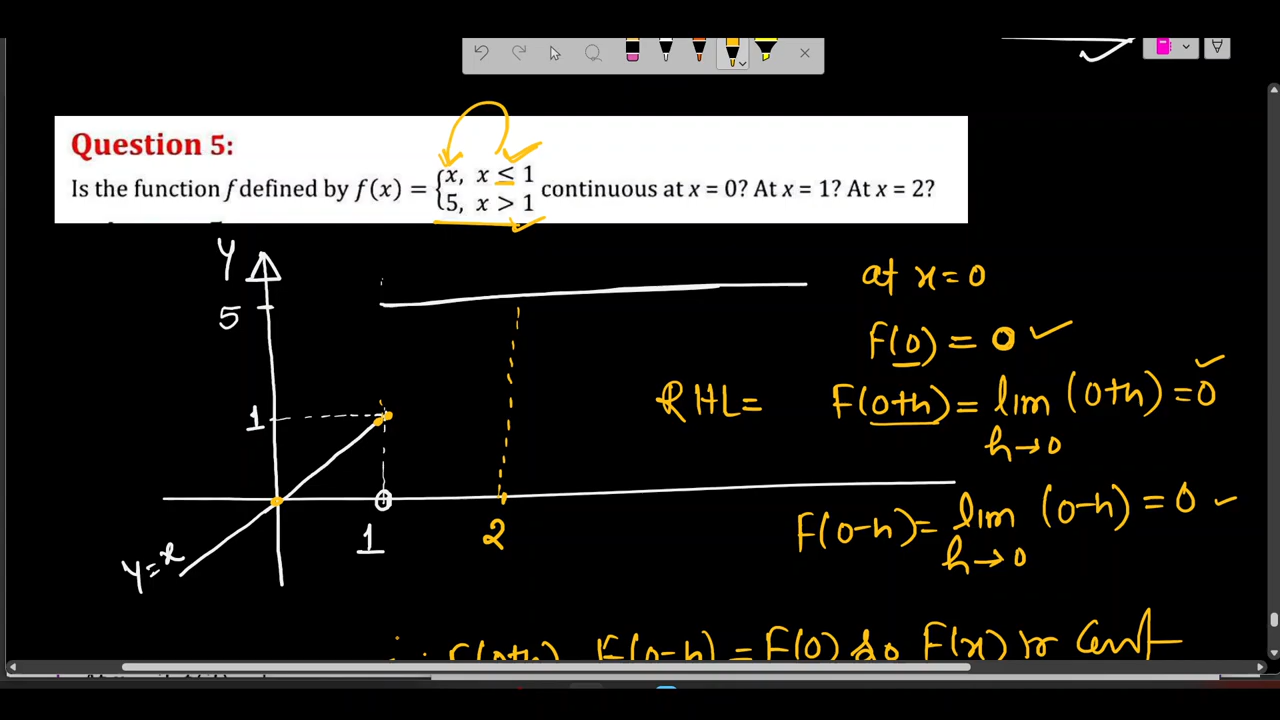 Question 5:
Is the function f defined by f(x) = {x, x ≤ 1
5, x > 1
continuous at x = 0? At x = 1? At x = 2?
Y
5
1
1
2
y=x
at x=0
F(0) = 0
RHL= F(0+h)= lim (0+h) =0
h→0
F(0-h)= lim (0-h) = 0
h→0
F(0+h) F(0-h) = F(0) so F(x) is Cont